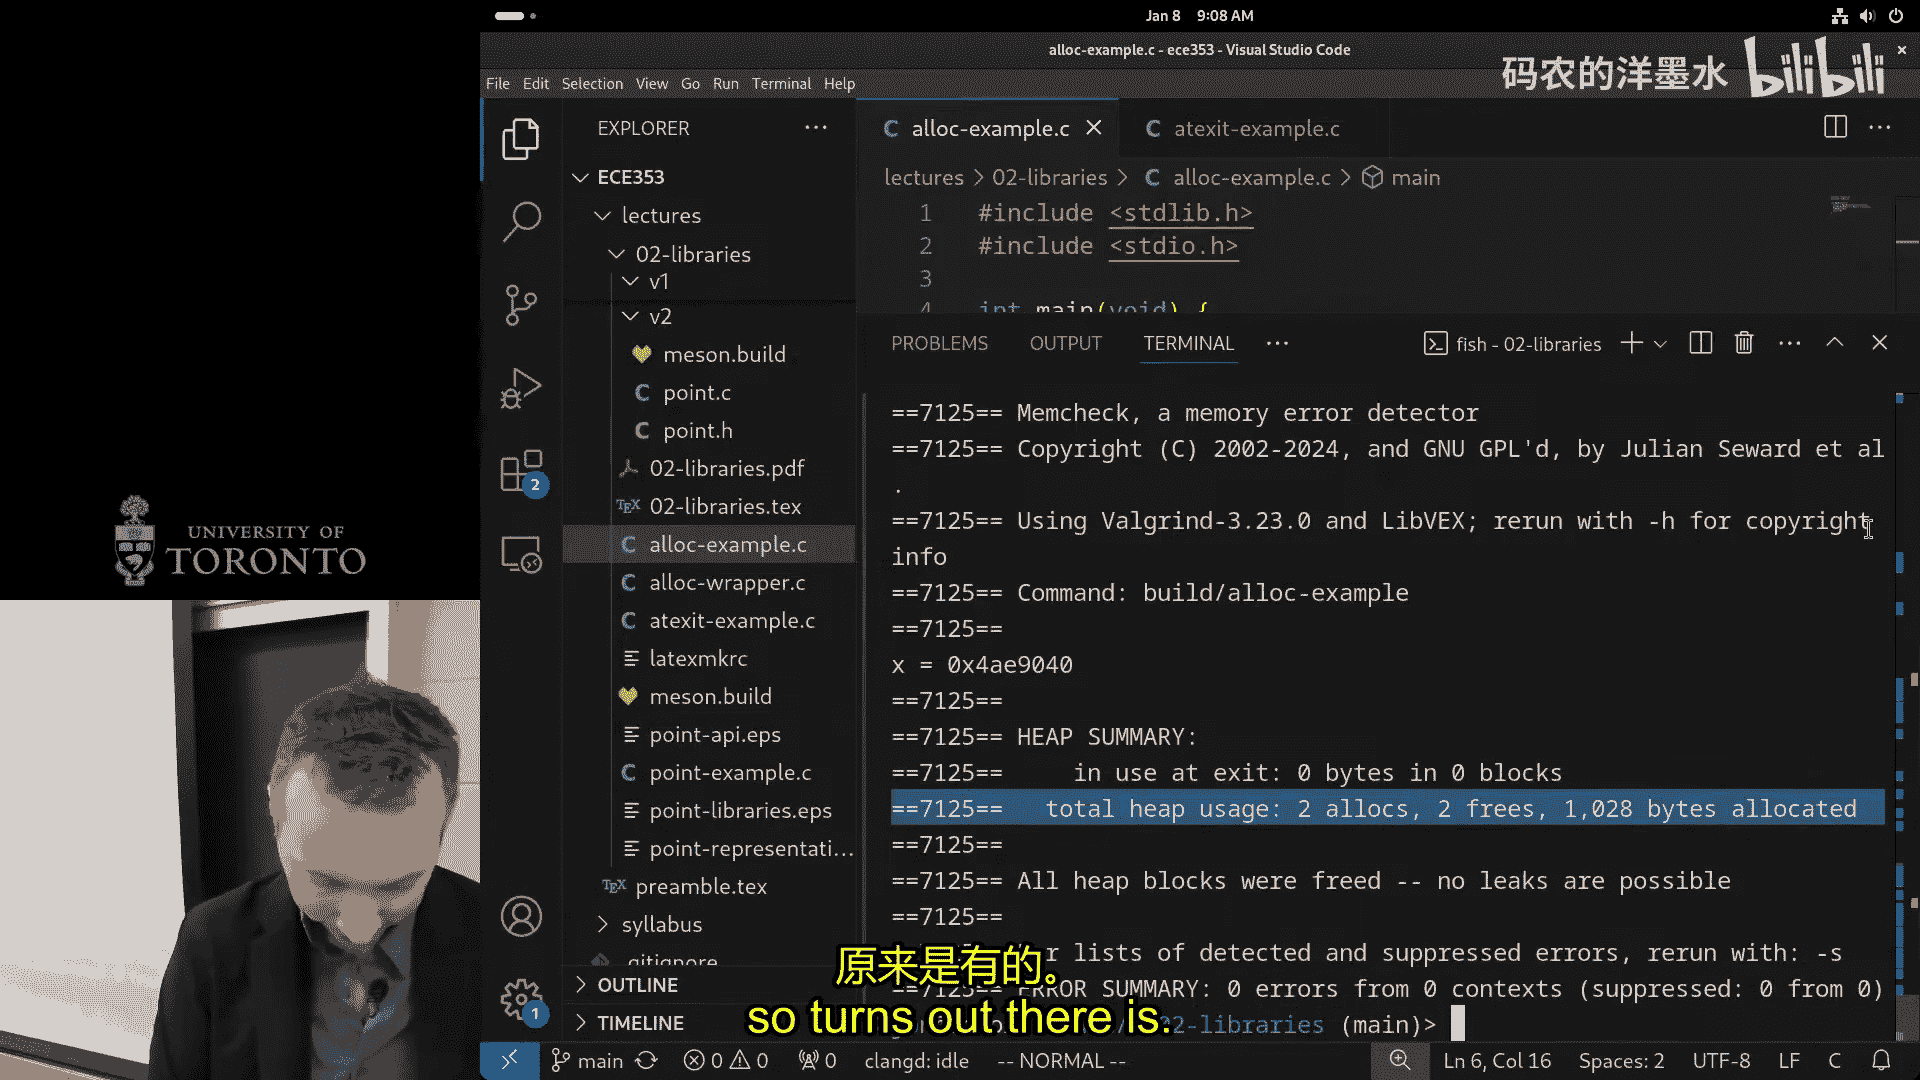 Jan 8 9:08 AM
alloc-example.c - ece353 - Visual Studio Code
码农的洋墨水 bilibili
File Edit Selection View Go Run Terminal Help
EXPLORER
ECE353
lectures
02-libraries
v1
v2
meson.build
point.c
point.h
02-libraries.pdf
02-libraries.tex
alloc-example.c
alloc-wrapper.c
atexit-example.c
latexmkrc
meson.build
point-api.eps
point-example.c
point-libraries.eps
point-representati...
preamble.tex
syllabus
.gitignore
OUTLINE
TIMELINE
2
1
alloc-example.c atexit-example.c
lectures > 02-libraries > alloc-example.c > main
1 #include <stdlib.h>
2 #include <stdio.h>
3
4 int main(void) {
PROBLEMS OUTPUT TERMINAL
fish - 02-libraries
==7125== Memcheck, a memory error detector
==7125== Copyright (C) 2002-2024, and GNU GPL'd, by Julian Seward et al
.
==7125== Using Valgrind-3.23.0 and LibVEX; rerun with -h for copyright
info
==7125== Command: build/alloc-example
==7125==
x = 0x4ae9040
==7125==
==7125== HEAP SUMMARY:
==7125== in use at exit: 0 bytes in 0 blocks
==7125== total heap usage: 2 allocs, 2 frees, 1,028 bytes allocated
==7125==
==7125== All heap blocks were freed -- no leaks are possible
==7125==
lists of detected and suppressed errors, rerun with: -s
==7125== ERROR SUMMARY: 0 errors from 0 contexts (suppressed: 0 from 0)
02-libraries (main)>
原来是有的。
so turns out there is.
main 0 0 0 clangd: idle -- NORMAL -- Ln 6, Col 16 Spaces: 2 UTF-8 LF C
UNIVERSITY OF
TORONTO